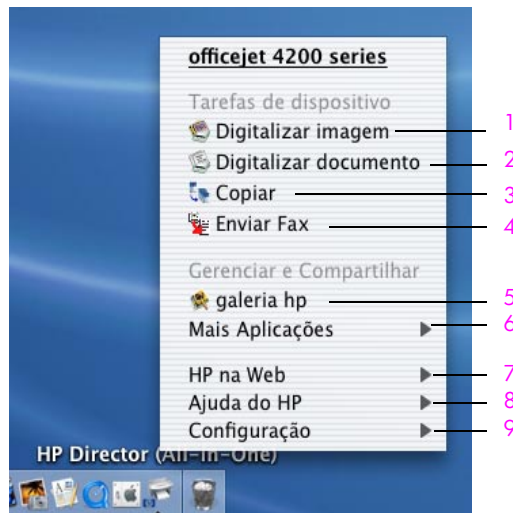 officejet 4200 series
Tarefas de dispositivo
Digitalizar imagem 1
Digitalizar documento 2
Copiar 3
Enviar Fax 4
Gerenciar e Compartilhar
galeria hp 5
Mais Aplicações 6
HP na Web 7
Ajuda do HP 8
Configuração 9
HP Director (All-in-One)